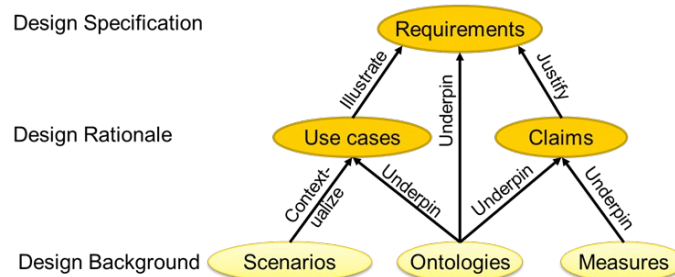 Design Specification
Requirements
Illustrate
Underpin
Justify
Design Rationale
Use cases
Claims
Context-
ualize
Underpin
Underpin
Underpin
Design Background
Scenarios
Ontologies
Measures